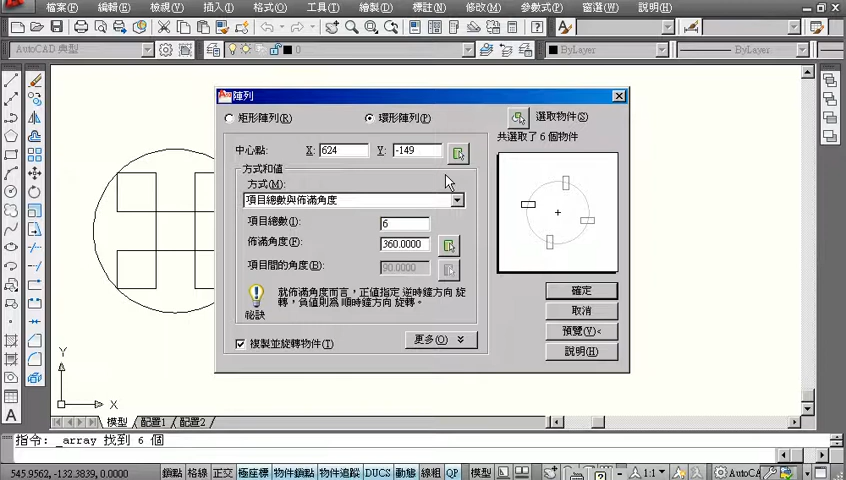 檔案(F) 編輯(E) 檢視(V) 插入(I) 格式(O) 工具(T) 繪製(D) 標註(N) 修改(M) 參數式(P) 視窗(W) 說明(H)
AutoCAD 典型 0 ByLayer ByLayer
陣列
矩形陣列(R) 環形陣列(P) 選取物件(S)
共選取了 6 個物件
中心點: X: 624 Y: -149
方式和值
方式(M):
項目總數與佈滿角度
項目總數(I): 6
佈滿角度(F): 360.0000
項目間的角度(B): 90.0000
就佈滿角度而言,正值指定 逆時鐘方向 旋
轉,負值則為 順時鐘方向 旋轉。
祕訣
複製並旋轉物件(T) 更多(O)
確定
取消
預覽(V)<
說明(H)
Y
X
模型 配置1 配置2
指令: _array 找到 6 個
545.9562, -132.3839, 0.0000 鎖點 格線 正交 極座標 物件鎖點 物件追蹤 DUCS 動態 線粗 QP 模型 1:1 AutoCA